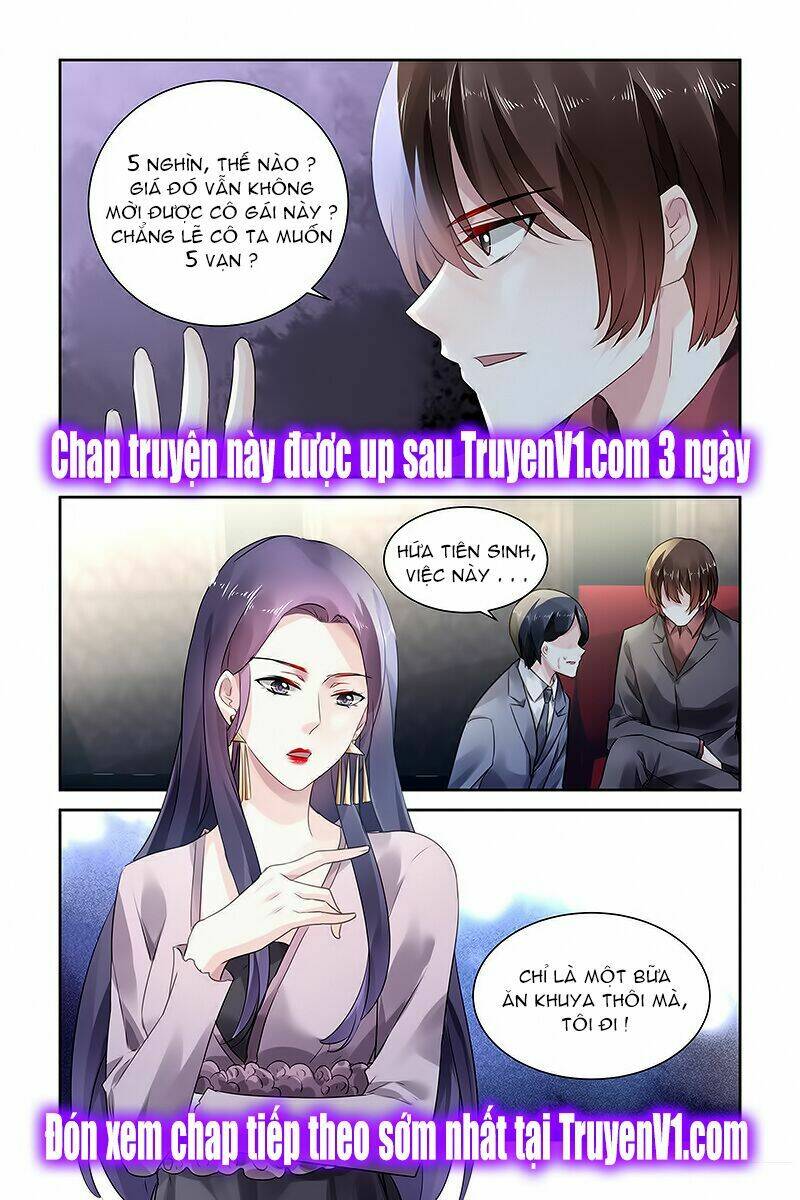 5 NGHÌN, THẾ NÀO ?
GIÁ ĐÓ VẪN KHÔNG
MỜI ĐƯỢC CÔ GÁI NÀY ?
CHẲNG LẼ CÔ TA MUỐN
5 VẠN ?
Chap truyện này được up sau TruyenV1.com 3 ngày
HỨA TIÊN SINH,
VIỆC NÀY . . .
CHỈ LÀ MỘT BỮA
ĂN KHUYA THÔI MÀ,
TÔI ĐI !
Đón xem chap tiếp theo sớm nhất tại TruyenV1.com